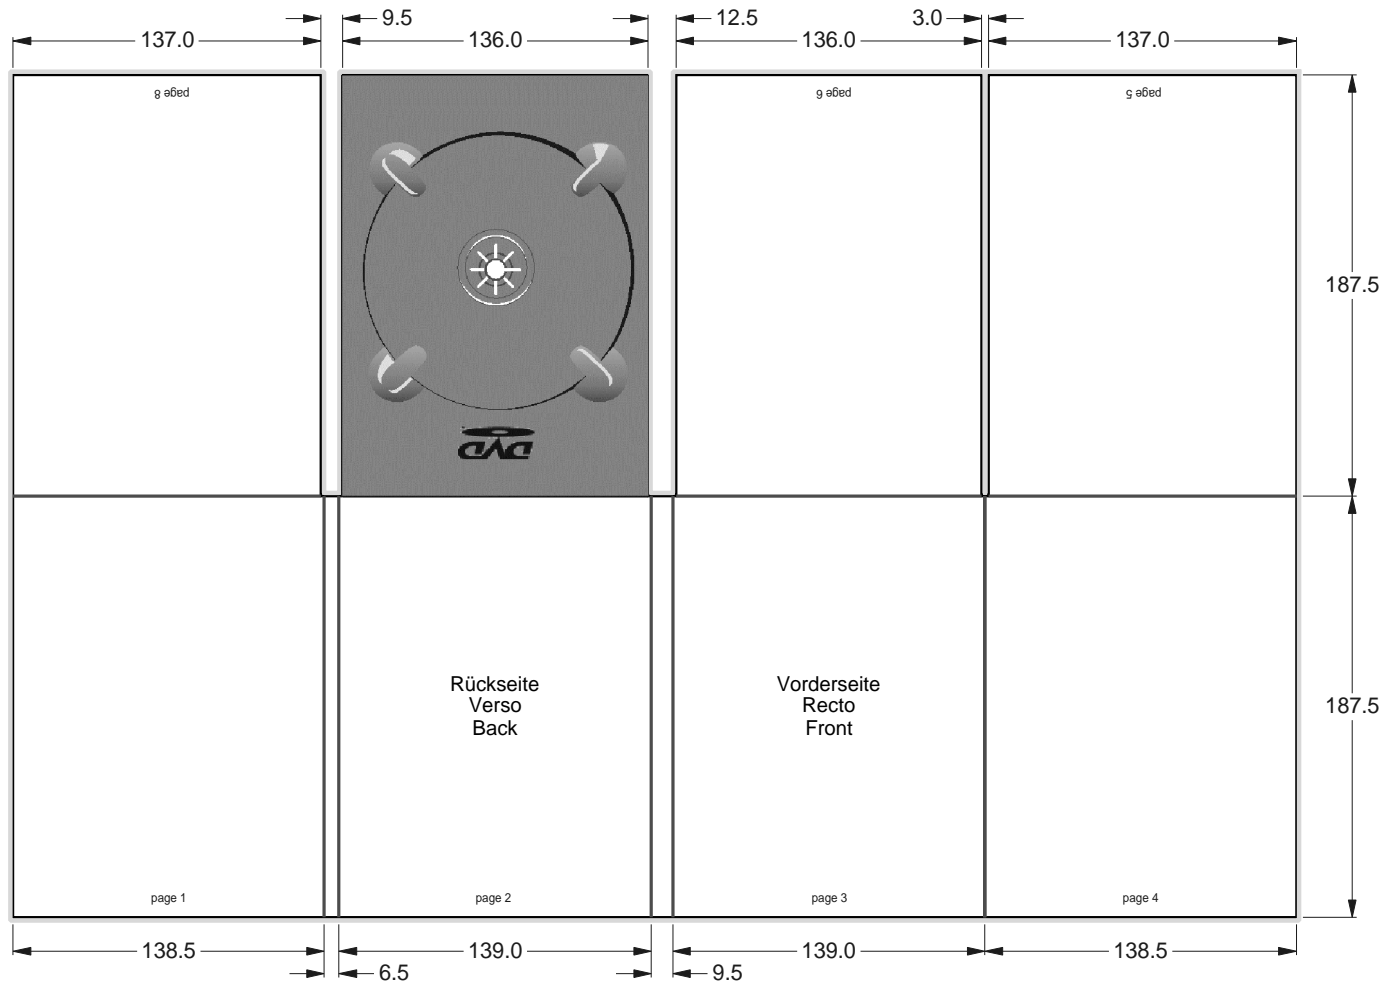 9.5
12.5
3.0
137.0
136.0
136.0
137.0
page 8
page 6
page 5
187.5
DVD
Rückseite
Verso
Back
Vorderseite
Recto
Front
187.5
page 1
page 2
page 3
page 4
138.5
139.0
139.0
138.5
6.5
9.5